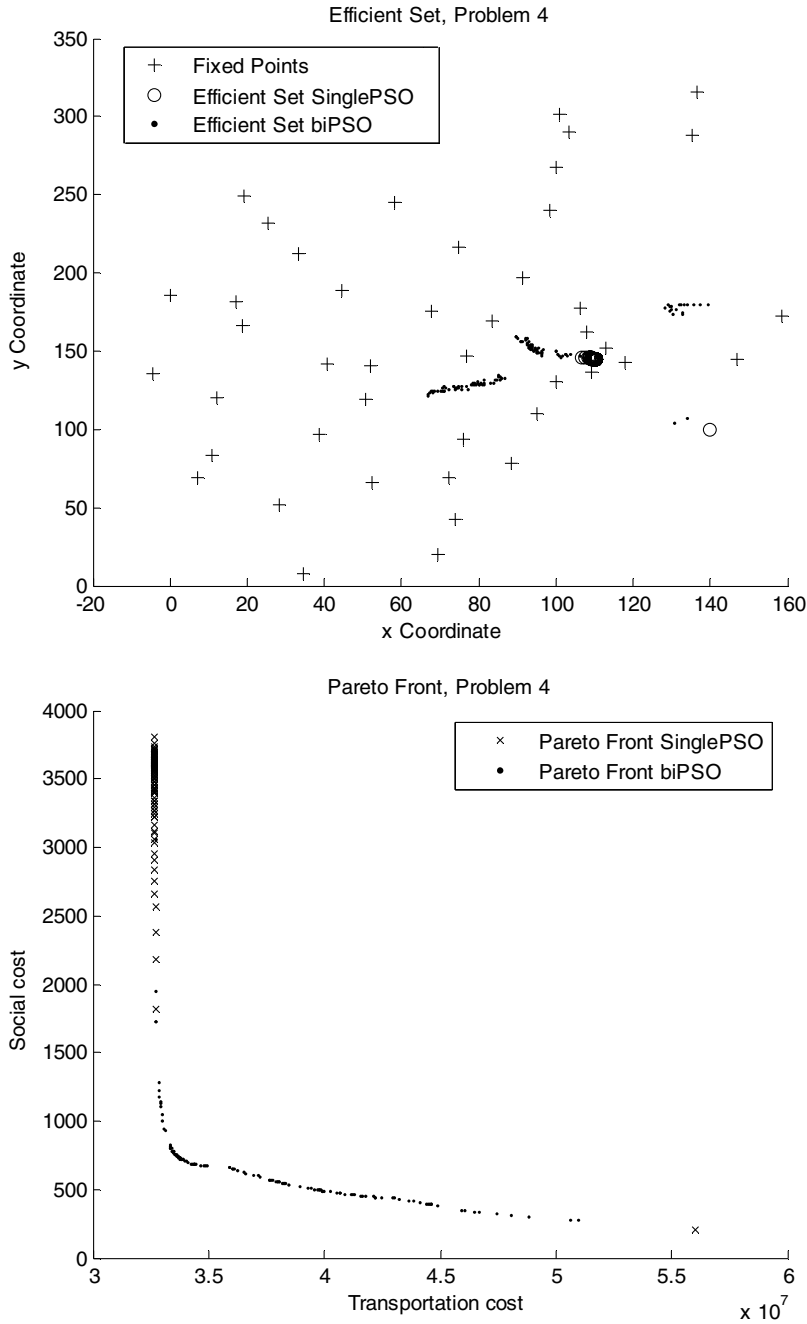 Efficient Set, Problem 4
350
300
250
200
150
100
50
0
y Coordinate
Fixed Points
Efficient Set SinglePSO
Efficient Set biPSO
-20 0 20 40 60 80 100 120 140 160
x Coordinate
Pareto Front, Problem 4
4000
3500
3000
2500
2000
1500
1000
500
0
Social cost
Pareto Front SinglePSO
Pareto Front biPSO
3 3.5 4 4.5 5 5.5 6
Transportation cost
x 10^7